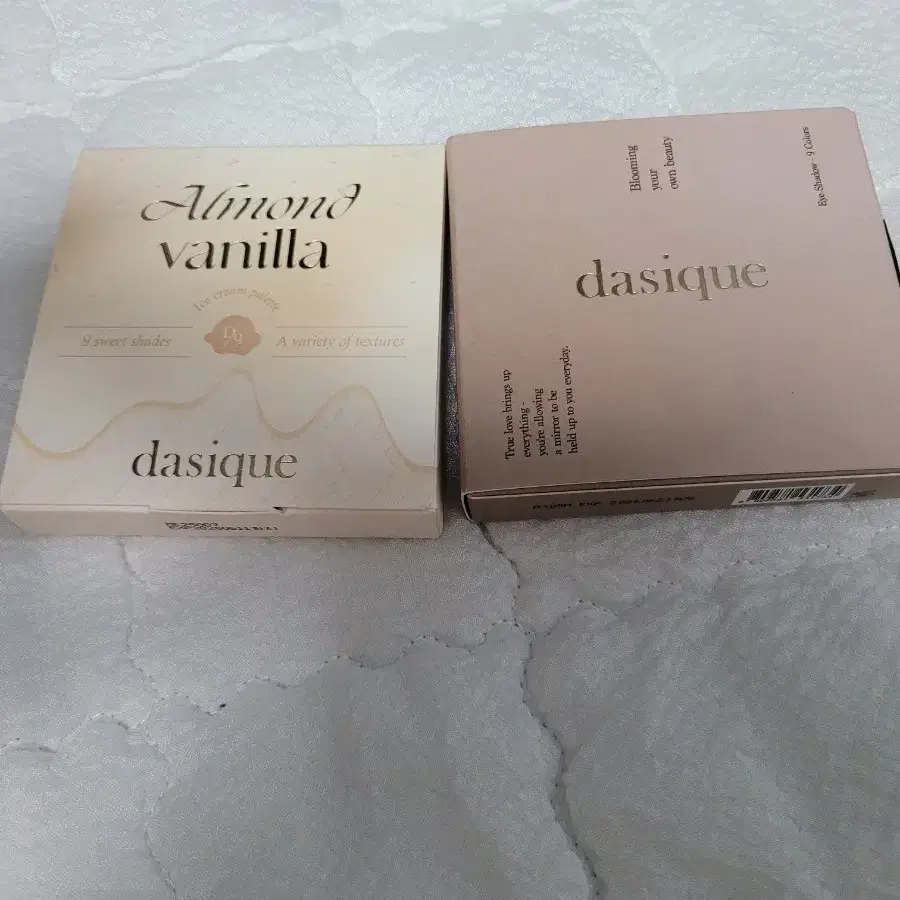 Almond
vanilla
Ice cream palette
9 sweet shades
A variety of textures
dasique
Blooming
your
own beauty
Eye Shadow - 9 Colors
dasique
True love brings up
everything -
you're allowing
a mirror to be
held up to you everyday.